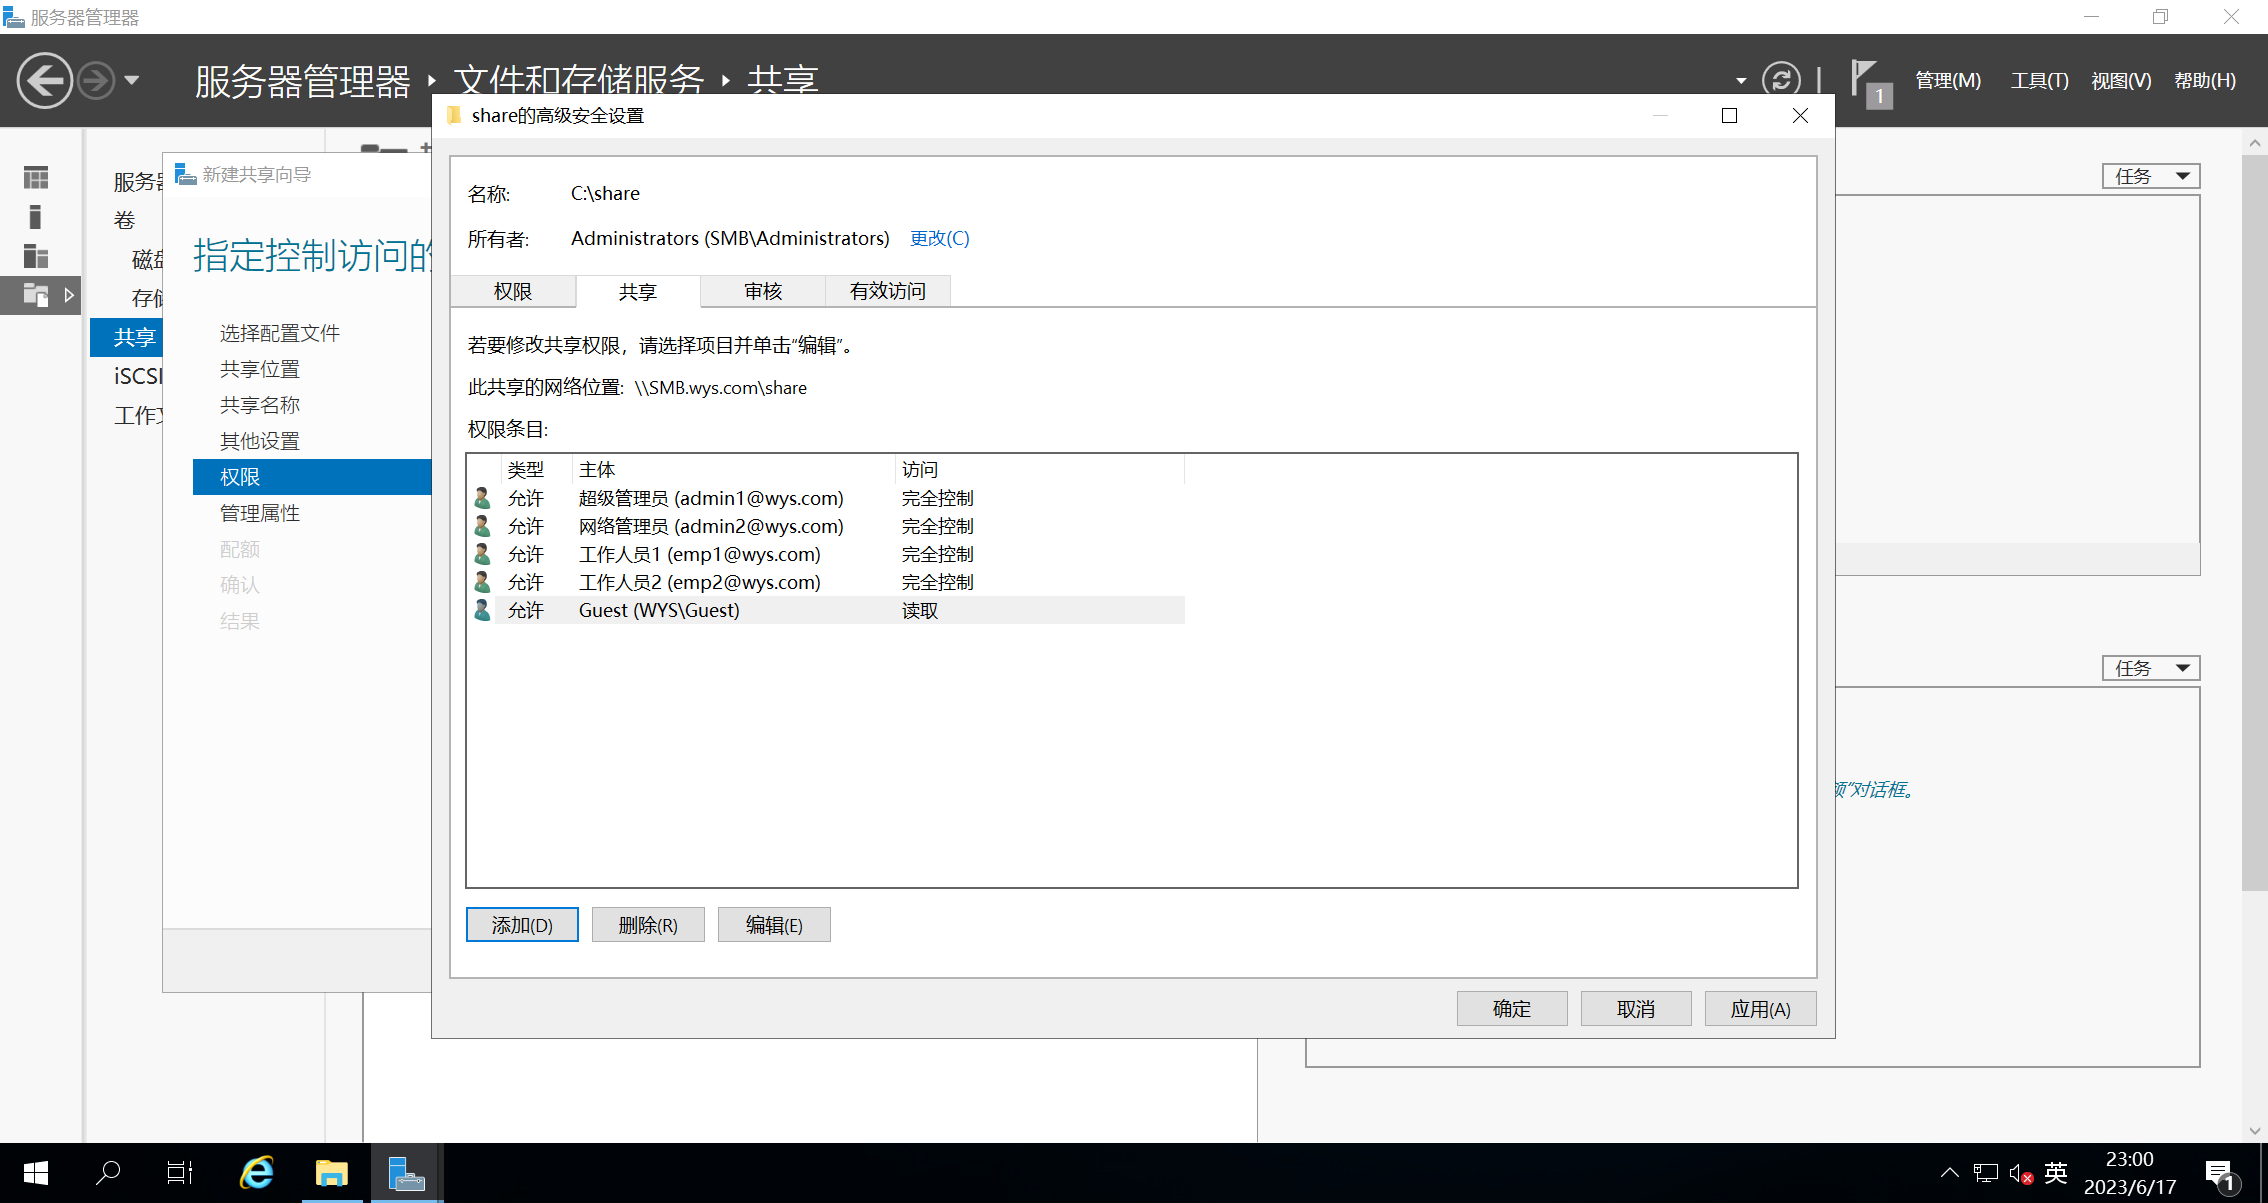 服务器管理器
服务器管理器 ‣ 文件和存储服务 ‣ 共享
1
管理(M) 工具(T) 视图(V) 帮助(H)
服务器
卷
磁盘
存储
共享
iSCSI
工作文
任务
任务
额”对话框。
新建共享向导
指定控制访问的
选择配置文件
共享位置
共享名称
其他设置
权限
管理属性
配额
确认
结果
share的高级安全设置
名称: C:\share
所有者: Administrators (SMB\Administrators) 更改(C)
权限 共享 审核 有效访问
若要修改共享权限，请选择项目并单击“编辑”。
此共享的网络位置: \\SMB.wys.com\share
权限条目:
类型 主体 访问
允许 超级管理员 (admin1@wys.com) 完全控制
允许 网络管理员 (admin2@wys.com) 完全控制
允许 工作人员1 (emp1@wys.com) 完全控制
允许 工作人员2 (emp2@wys.com) 完全控制
允许 Guest (WYS\Guest) 读取
添加(D) 删除(R) 编辑(E)
确定 取消 应用(A)
英
23:00
2023/6/17
1